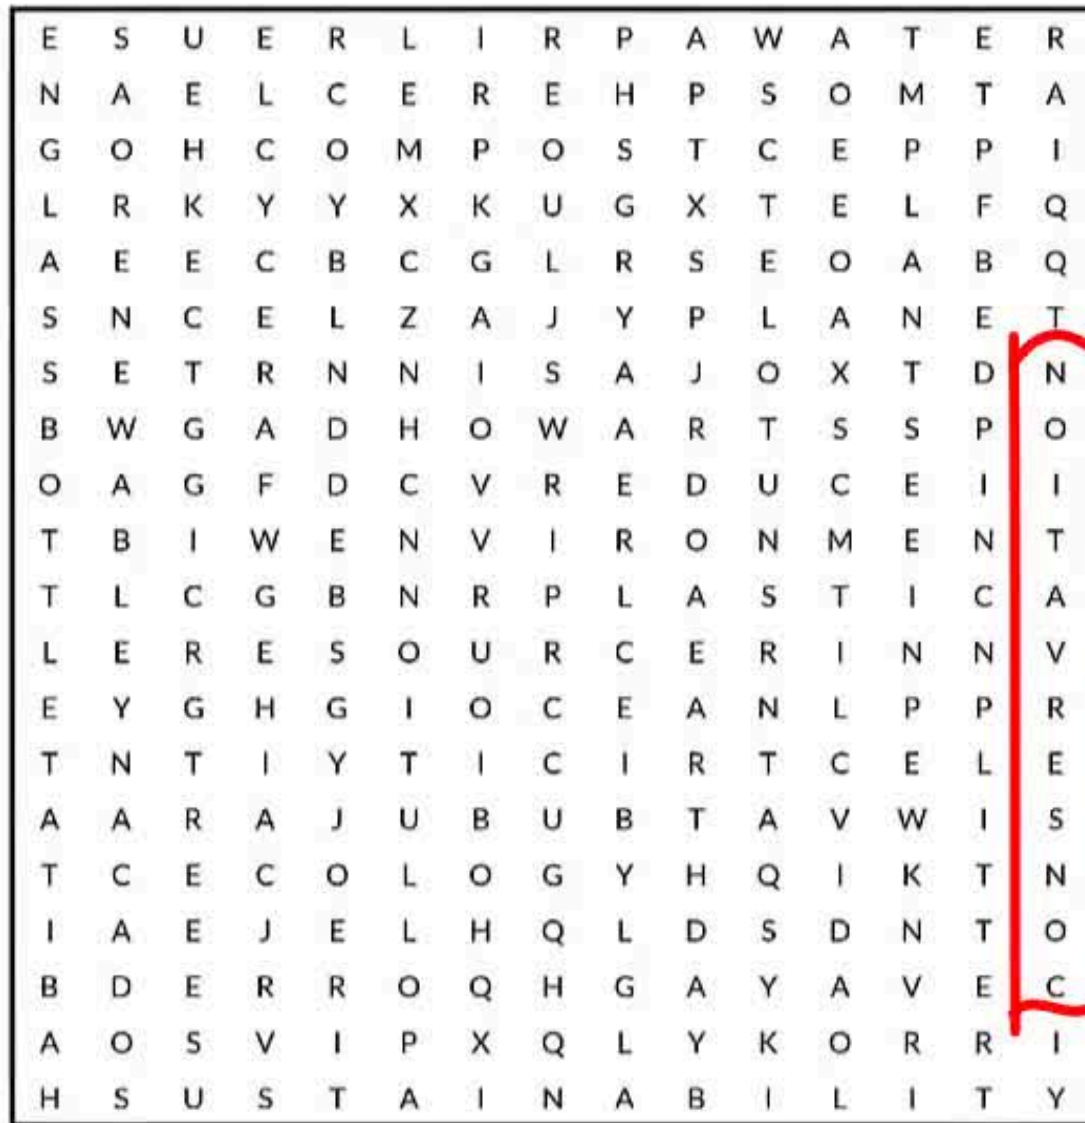 E S U E R L I R P A W A T E R
N A E L C E R E H P S O M T A
G O H C O M P O S T C E P P I
L R K Y Y X K U G X T E L F Q
A E E C B C G L R S E O A B Q
S N C E L Z A J Y P L A N E T
S E T R N N I S A J O X T D N
B W G A D H O W A R T S S P O
O A G F D C V R E D U C E I I
T B I W E N V I R O N M E N T
T L C G B N R P L A S T I C A
L E R E S O U R C E R I N N V
E Y G H G I O C E A N L P P R
T N T I Y T I C I R T C E L E
A A R A J U B U B T A V W I S
T C E C O L O G Y H Q I K T N
I A E J E L H Q L D S D N T O
B D E R R O Q H G A Y A V E C
A O S V I P X Q L Y K O R R I
H S U S T A I N A B I L I T Y